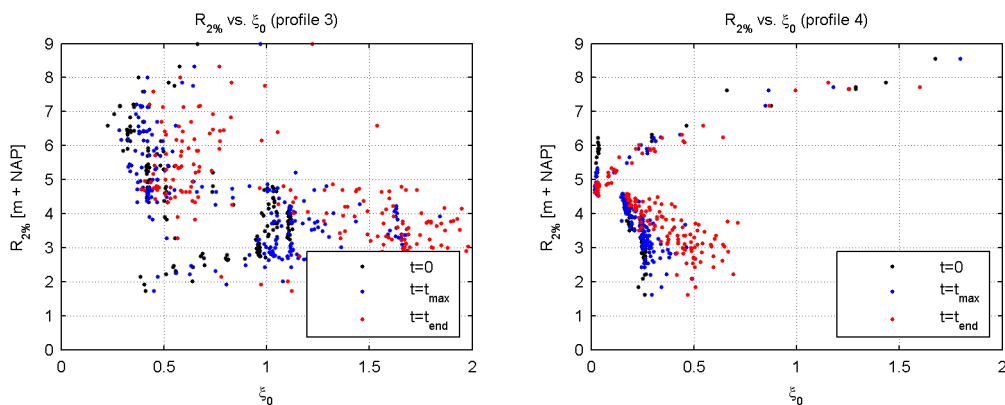 R2% vs. ξ0 (profile 3)
9
8
7
6
5
4
3
2
1
0
R2% [m + NAP]
0
0.5
1
1.5
2
ξ0
t=0
t=tmax
t=tend
R2% vs. ξ0 (profile 4)
9
8
7
6
5
4
3
2
1
0
R2% [m + NAP]
0
0.5
1
1.5
2
ξ0
t=0
t=tmax
t=tend